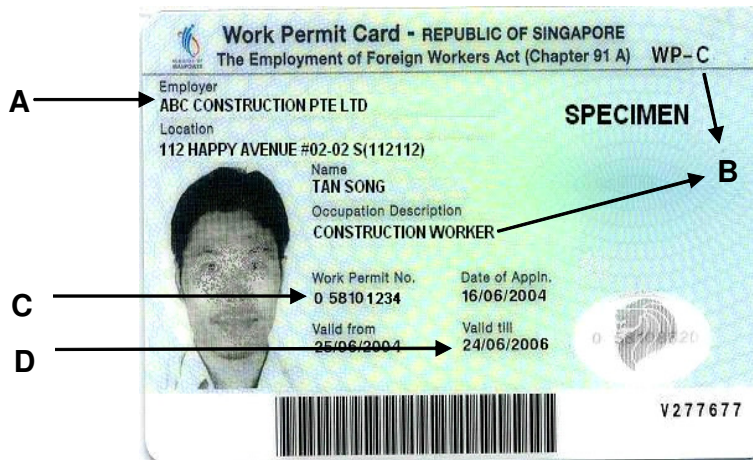 Work Permit Card - REPUBLIC OF SINGAPORE
The Employment of Foreign Workers Act (Chapter 91 A) WP-C
Employer
A
ABC CONSTRUCTION PTE LTD
SPECIMEN
Location
112 HAPPY AVENUE #02-02 S(112112)
Name
TAN SONG
B
Occupation Description
CONSTRUCTION WORKER
Work Permit No. Date of Appln.
C
0 58101234 16/06/2004
Valid from Valid till
D
25/06/2004 24/06/2006
V277677